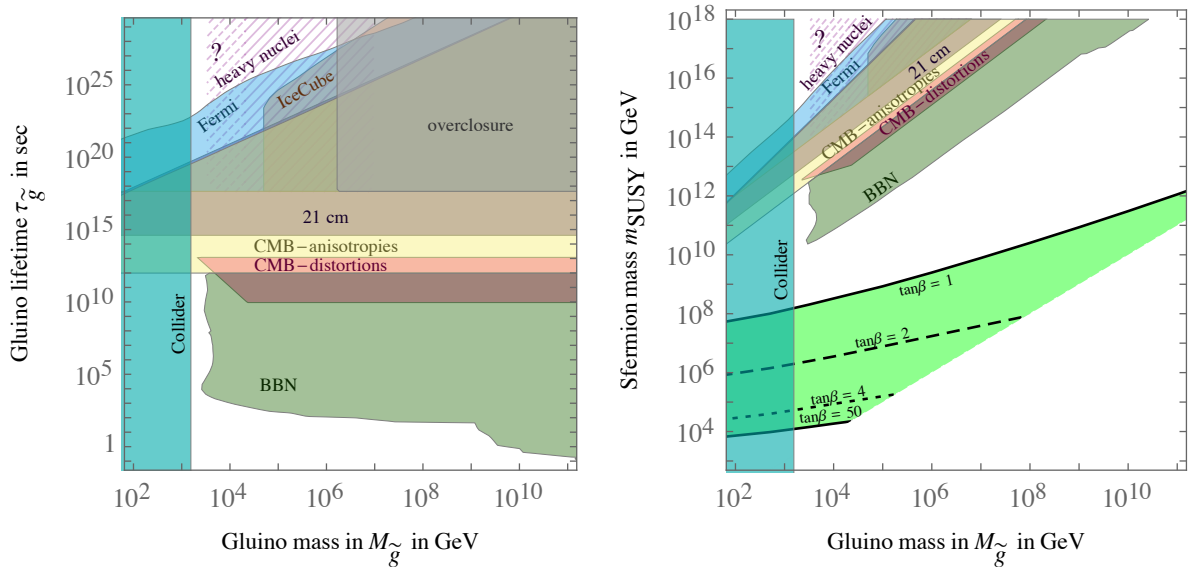 Gluino lifetime τ_g̃ in sec
10^25
10^20
10^15
10^10
10^5
1
?
heavy nuclei
Fermi
IceCube
overclosure
21 cm
CMB−anisotropies
CMB−distortions
Collider
BBN
10^2
10^4
10^6
10^8
10^10
Gluino mass in M_g̃ in GeV
Sfermion mass m_SUSY in GeV
10^18
10^16
10^14
10^12
10^10
10^8
10^6
10^4
?
heavy nuclei
Fermi
21 cm
CMB−anisotropies
CMB−distortions
BBN
Collider
tanβ = 1
tanβ = 2
tanβ = 4
tanβ = 50
10^2
10^4
10^6
10^8
10^10
Gluino mass in M_g̃ in GeV